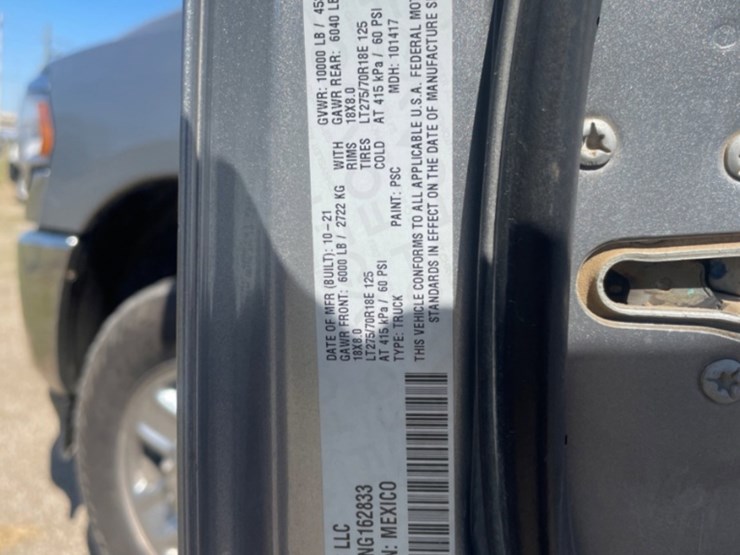 LLC
DATE OF MFR (BUILT): 10-21
GVWR: 10000 LB /
GAWR FRONT: 6000 LB / 2722 KG
WITH
GAWR REAR: 6040
18X8.0
RIMS
18X8.0
LT275/70R18E 125
TIRES
LT275/70R18E 125
AT 415 kPa / 60 PSI
COLD
AT 415 kPa / 60 PSI
TYPE: TRUCK
PAINT: PSC
MDH: 101417
THIS VEHICLE CONFORMS TO ALL APPLICABLE U.S.A. FEDERAL
STANDARDS IN EFFECT ON THE DATE OF MANUFACTURE
NG162833
MEXICO